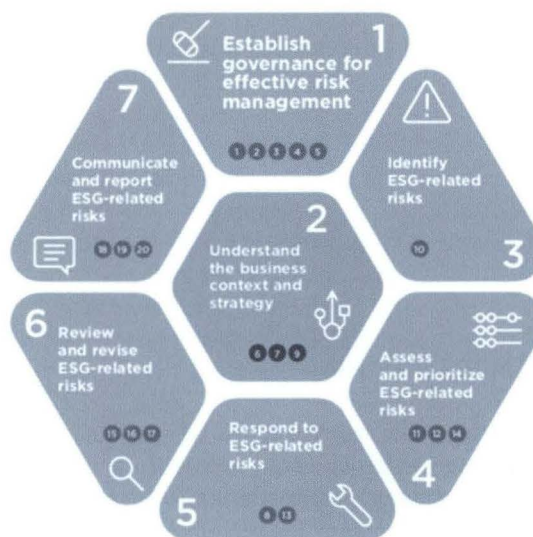 1
Establish
governance for
effective risk
management
1 2 3 4 5
2
Understand
the business
context and
strategy
6 7 9
Identify
ESG-related
risks
10
3
Assess
and prioritize
ESG-related
risks
11 12 14
4
Respond to
ESG-related
risks
8 13
5
6
Review
and revise
ESG-related
risks
15 16 17
7
Communicate
and report
ESG-related
risks
18 19 20